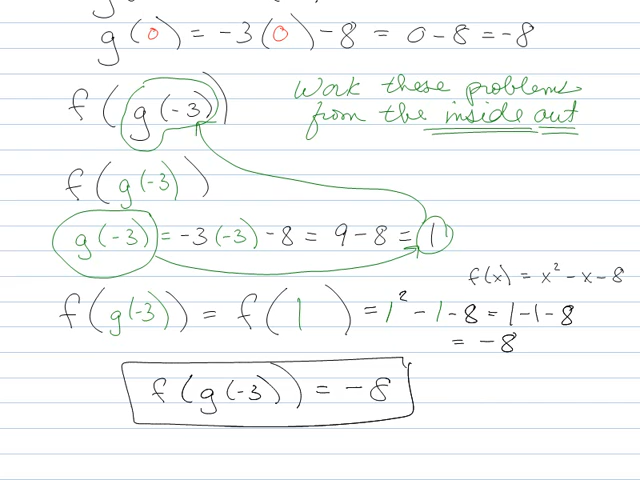 g(0) = -3(0) - 8 = 0 - 8 = -8
f(g(-3))
Work these problems
from the inside out
f(g(-3))
g(-3) = -3(-3) - 8 = 9 - 8 = 1
f(x) = x² - x - 8
f(g(-3)) = f(1) = 1² - 1 - 8 = 1 - 1 - 8
= -8
f(g(-3)) = -8